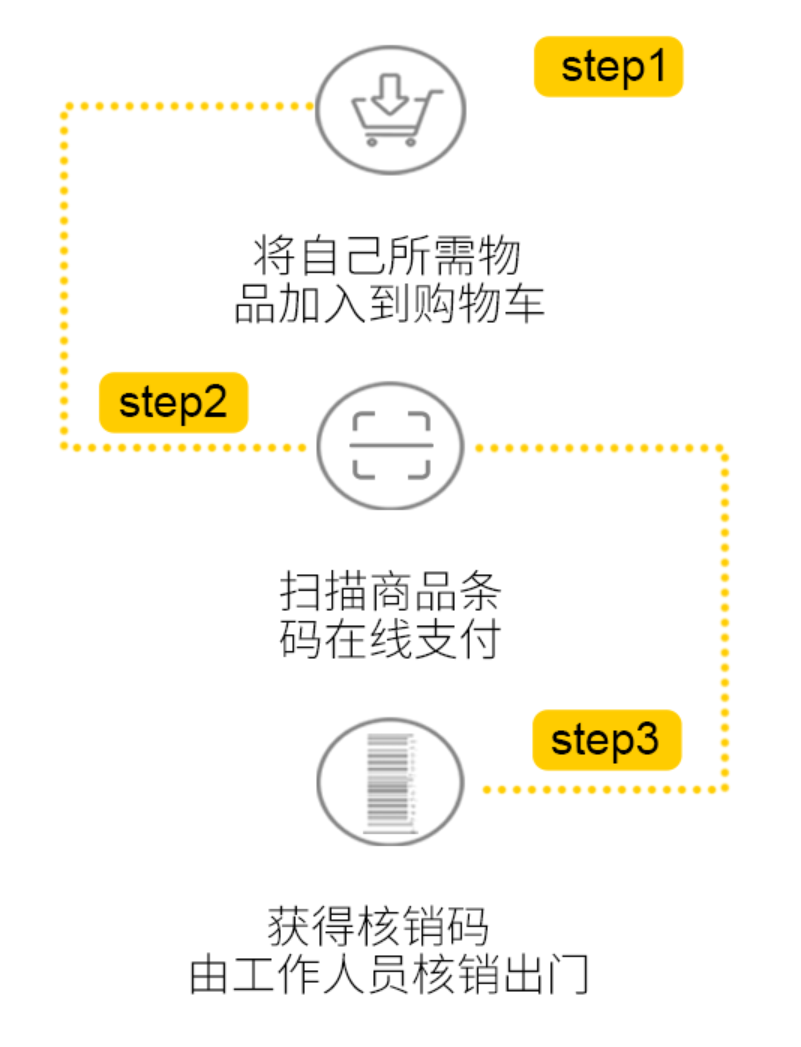 step1
将自己所需物
品加入到购物车
step2
扫描商品条
码在线支付
step3
获得核销码
由工作人员核销出门